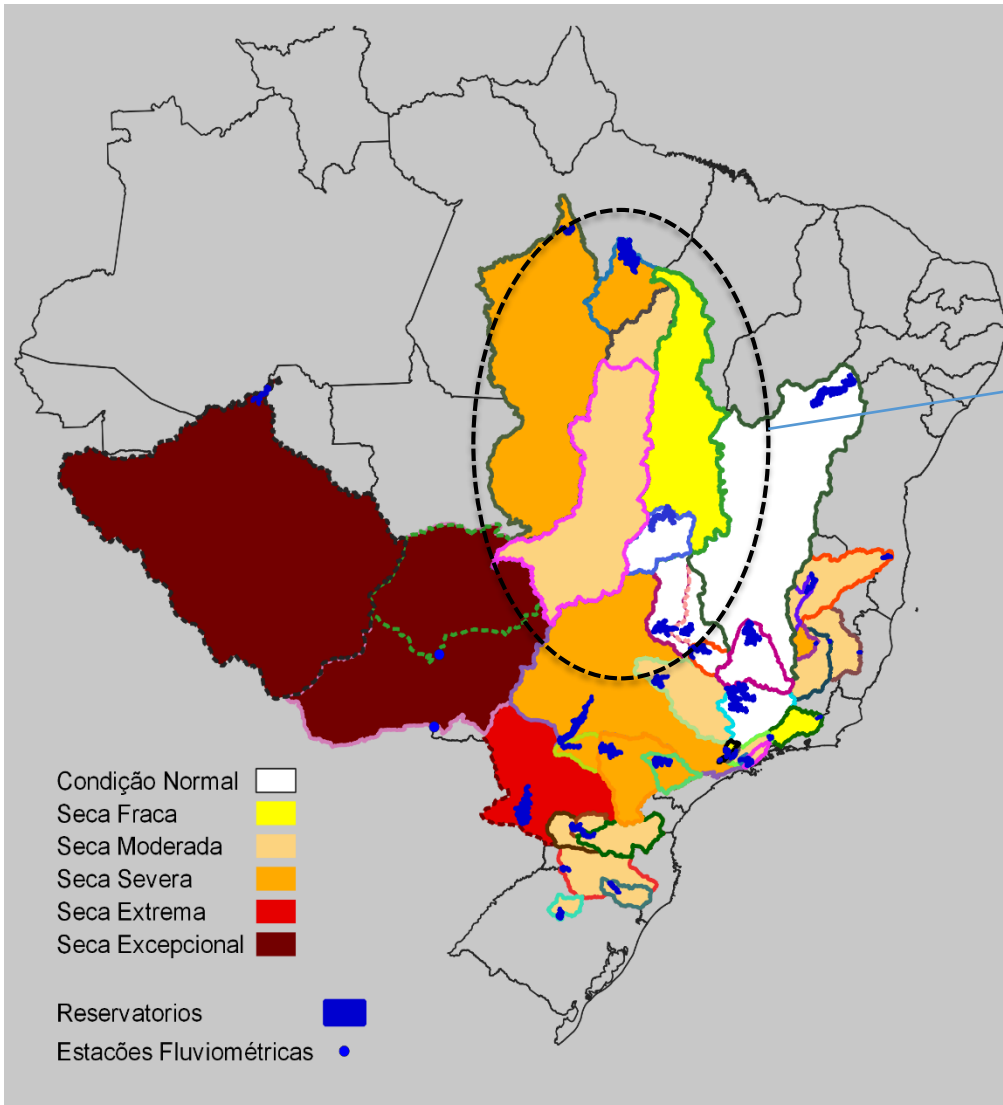 Condição Normal
Seca Fraca
Seca Moderada
Seca Severa
Seca Extrema
Seca Excepcional
Reservatorios
Estacões Fluviométricas